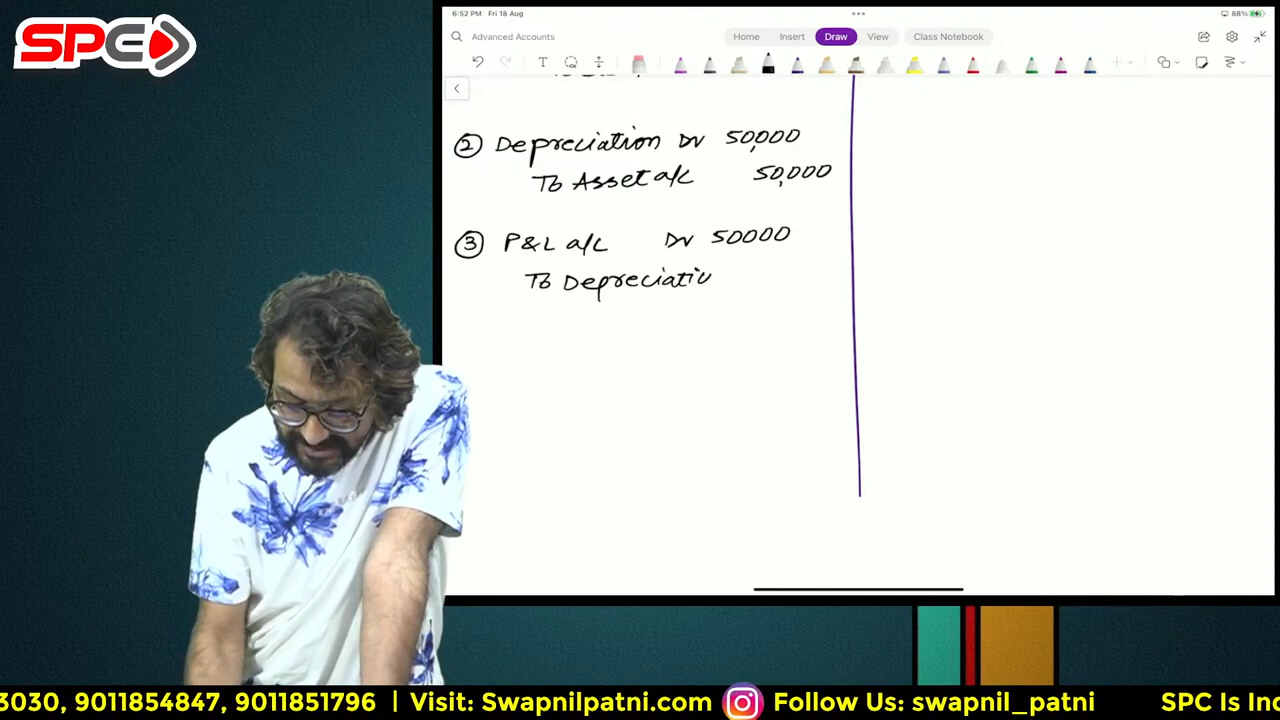 SPC
6:52 PM Fri 18 Aug
88%
Advanced Accounts
Home Insert Draw View Class Notebook
② Depreciation Dr 50,000
To Asset a/c 50,000
③ P&L a/c Dr 50000
To Depreciatio
3030, 9011854847, 9011851796 | Visit: Swapnilpatni.com Follow Us: swapnil_patni SPC Is Inc